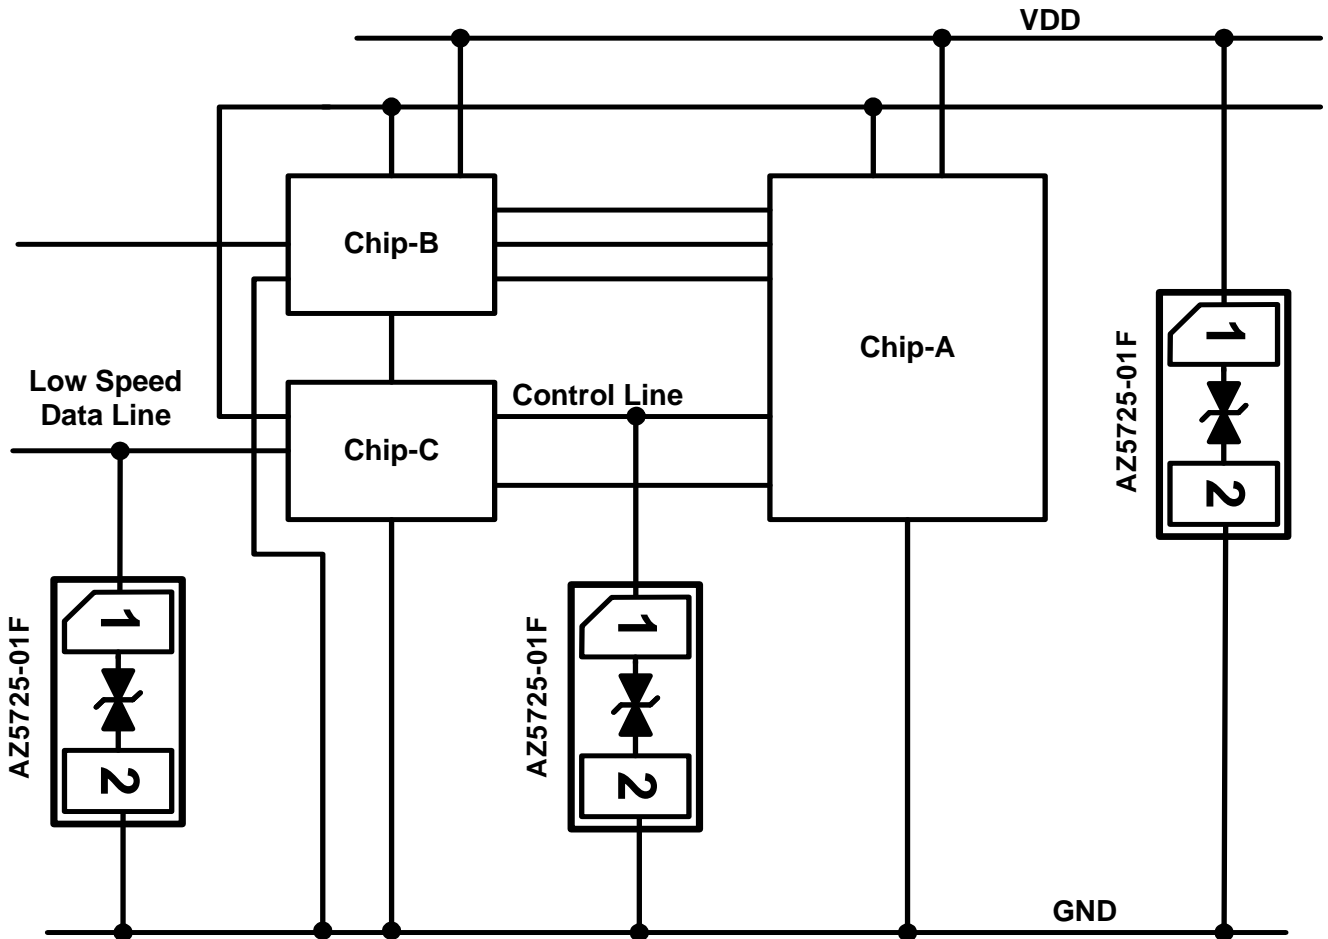 VDD
Chip-B
Chip-A
1
AZ5725-01F
2
Low Speed
Data Line
Control Line
Chip-C
1
AZ5725-01F
2
1
AZ5725-01F
2
GND